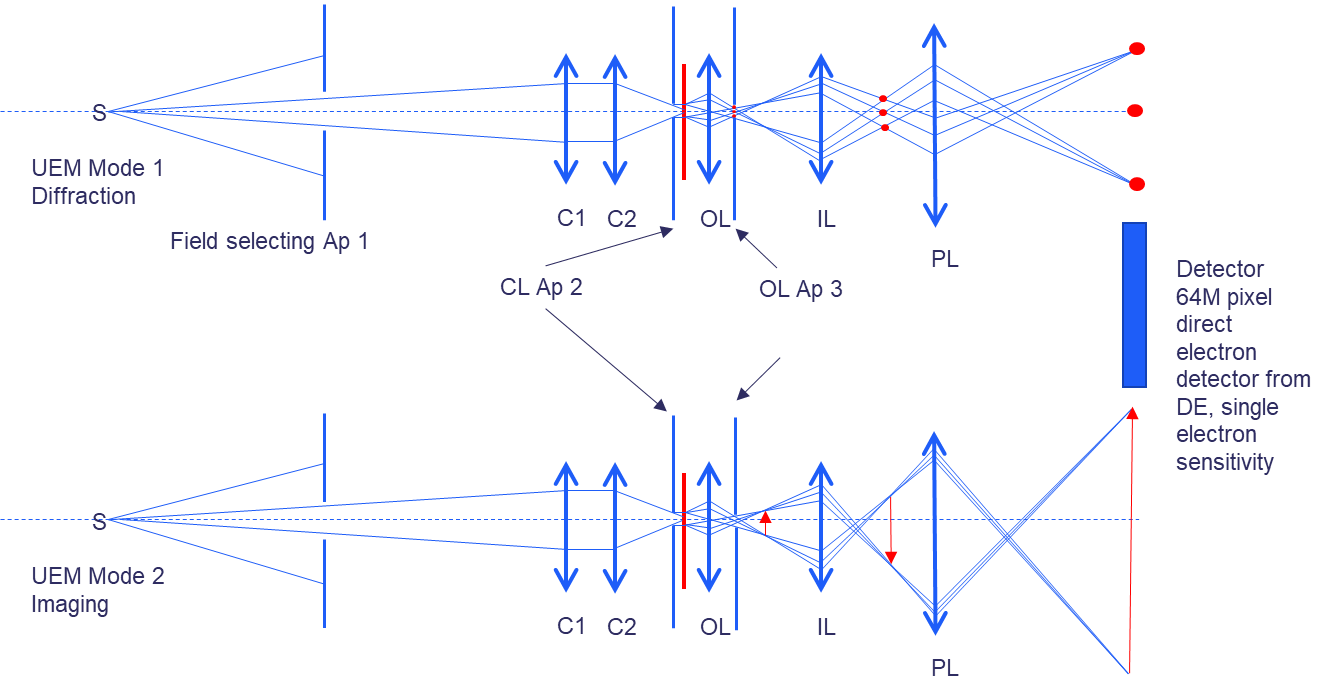 S
UEM Mode 1
Diffraction
Field selecting Ap 1
C1
C2
OL
IL
PL
CL Ap 2
OL Ap 3
Detector
64M pixel
direct
electron
detector from
DE, single
electron
sensitivity
S
UEM Mode 2
Imaging
C1
C2
OL
IL
PL